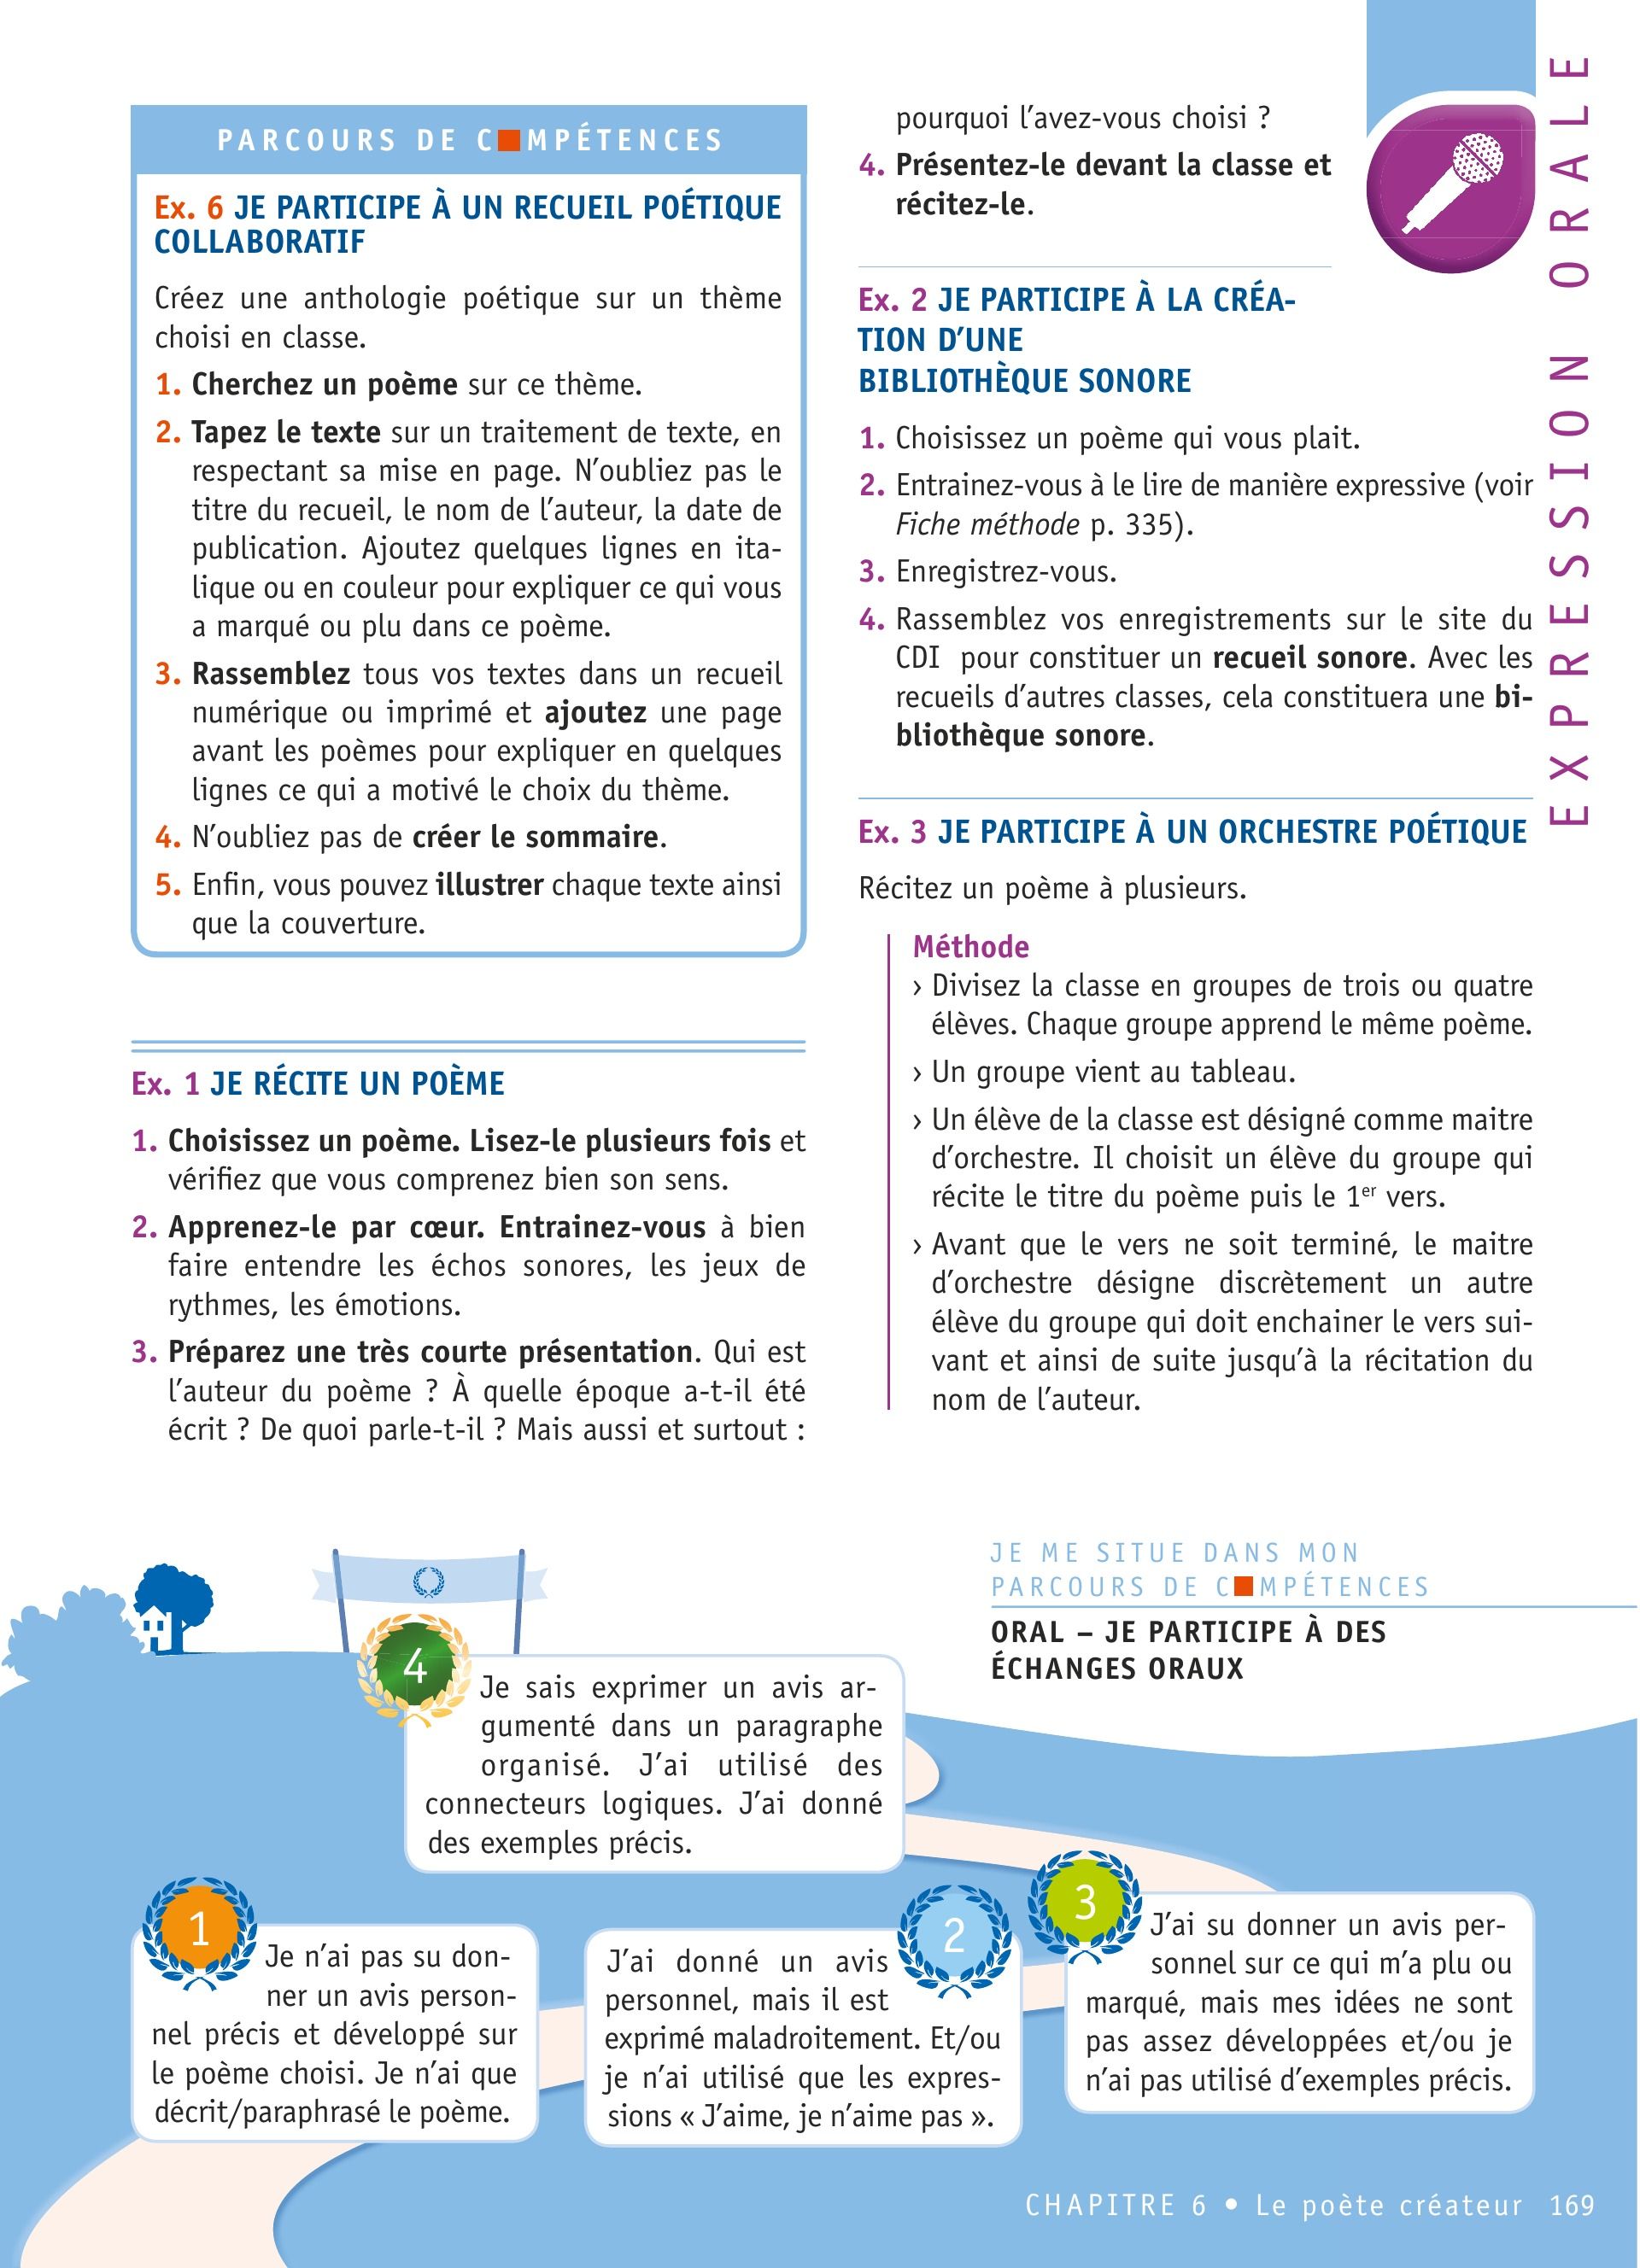 PARCOURS DE C■MPÉTENCES
Ex. 6 JE PARTICIPE À UN RECUEIL POÉTIQUE
COLLABORATIF
Créez une anthologie poétique sur un thème
choisi en classe.
1. Cherchez un poème sur ce thème.
2. Tapez le texte sur un traitement de texte, en
respectant sa mise en page. N’oubliez pas le
titre du recueil, le nom de l’auteur, la date de
publication. Ajoutez quelques lignes en ita-
lique ou en couleur pour expliquer ce qui vous
a marqué ou plu dans ce poème.
3. Rassemblez tous vos textes dans un recueil
numérique ou imprimé et ajoutez une page
avant les poèmes pour expliquer en quelques
lignes ce qui a motivé le choix du thème.
4. N’oubliez pas de créer le sommaire.
5. Enfin, vous pouvez illustrer chaque texte ainsi
que la couverture.
Ex. 1 JE RÉCITE UN POÈME
1. Choisissez un poème. Lisez-le plusieurs fois et
vérifiez que vous comprenez bien son sens.
2. Apprenez-le par cœur. Entrainez-vous à bien
faire entendre les échos sonores, les jeux de
rythmes, les émotions.
3. Préparez une très courte présentation. Qui est
l’auteur du poème ? À quelle époque a-t-il été
écrit ? De quoi parle-t-il ? Mais aussi et surtout :
pourquoi l’avez-vous choisi ?
4. Présentez-le devant la classe et
récitez-le.
Ex. 2 JE PARTICIPE À LA CRÉA-
TION D’UNE
BIBLIOTHÈQUE SONORE
1. Choisissez un poème qui vous plait.
2. Entrainez-vous à le lire de manière expressive (voir
Fiche méthode p. 335).
3. Enregistrez-vous.
4. Rassemblez vos enregistrements sur le site du
CDI pour constituer un recueil sonore. Avec les
recueils d’autres classes, cela constituera une bi-
bliothèque sonore.
Ex. 3 JE PARTICIPE À UN ORCHESTRE POÉTIQUE
Récitez un poème à plusieurs.
Méthode
› Divisez la classe en groupes de trois ou quatre
élèves. Chaque groupe apprend le même poème.
› Un groupe vient au tableau.
› Un élève de la classe est désigné comme maitre
d’orchestre. Il choisit un élève du groupe qui
récite le titre du poème puis le 1er vers.
› Avant que le vers ne soit terminé, le maitre
d’orchestre désigne discrètement un autre
élève du groupe qui doit enchainer le vers sui-
vant et ainsi de suite jusqu’à la récitation du
nom de l’auteur.
EXPRESSION ORALE
JE ME SITUE DANS MON
PARCOURS DE C■MPÉTENCES
ORAL – JE PARTICIPE À DES
ÉCHANGES ORAUX
4
Je sais exprimer un avis ar-
gumenté dans un paragraphe
organisé. J’ai utilisé des
connecteurs logiques. J’ai donné
des exemples précis.
1
Je n’ai pas su don-
ner un avis person-
nel précis et développé sur
le poème choisi. Je n’ai que
décrit/paraphrasé le poème.
2
J’ai donné un avis
personnel, mais il est
exprimé maladroitement. Et/ou
je n’ai utilisé que les expres-
sions « J’aime, je n’aime pas ».
3
J’ai su donner un avis per-
sonnel sur ce qui m’a plu ou
marqué, mais mes idées ne sont
pas assez développées et/ou je
n’ai pas utilisé d’exemples précis.
CHAPITRE 6 • Le poète créateur 169